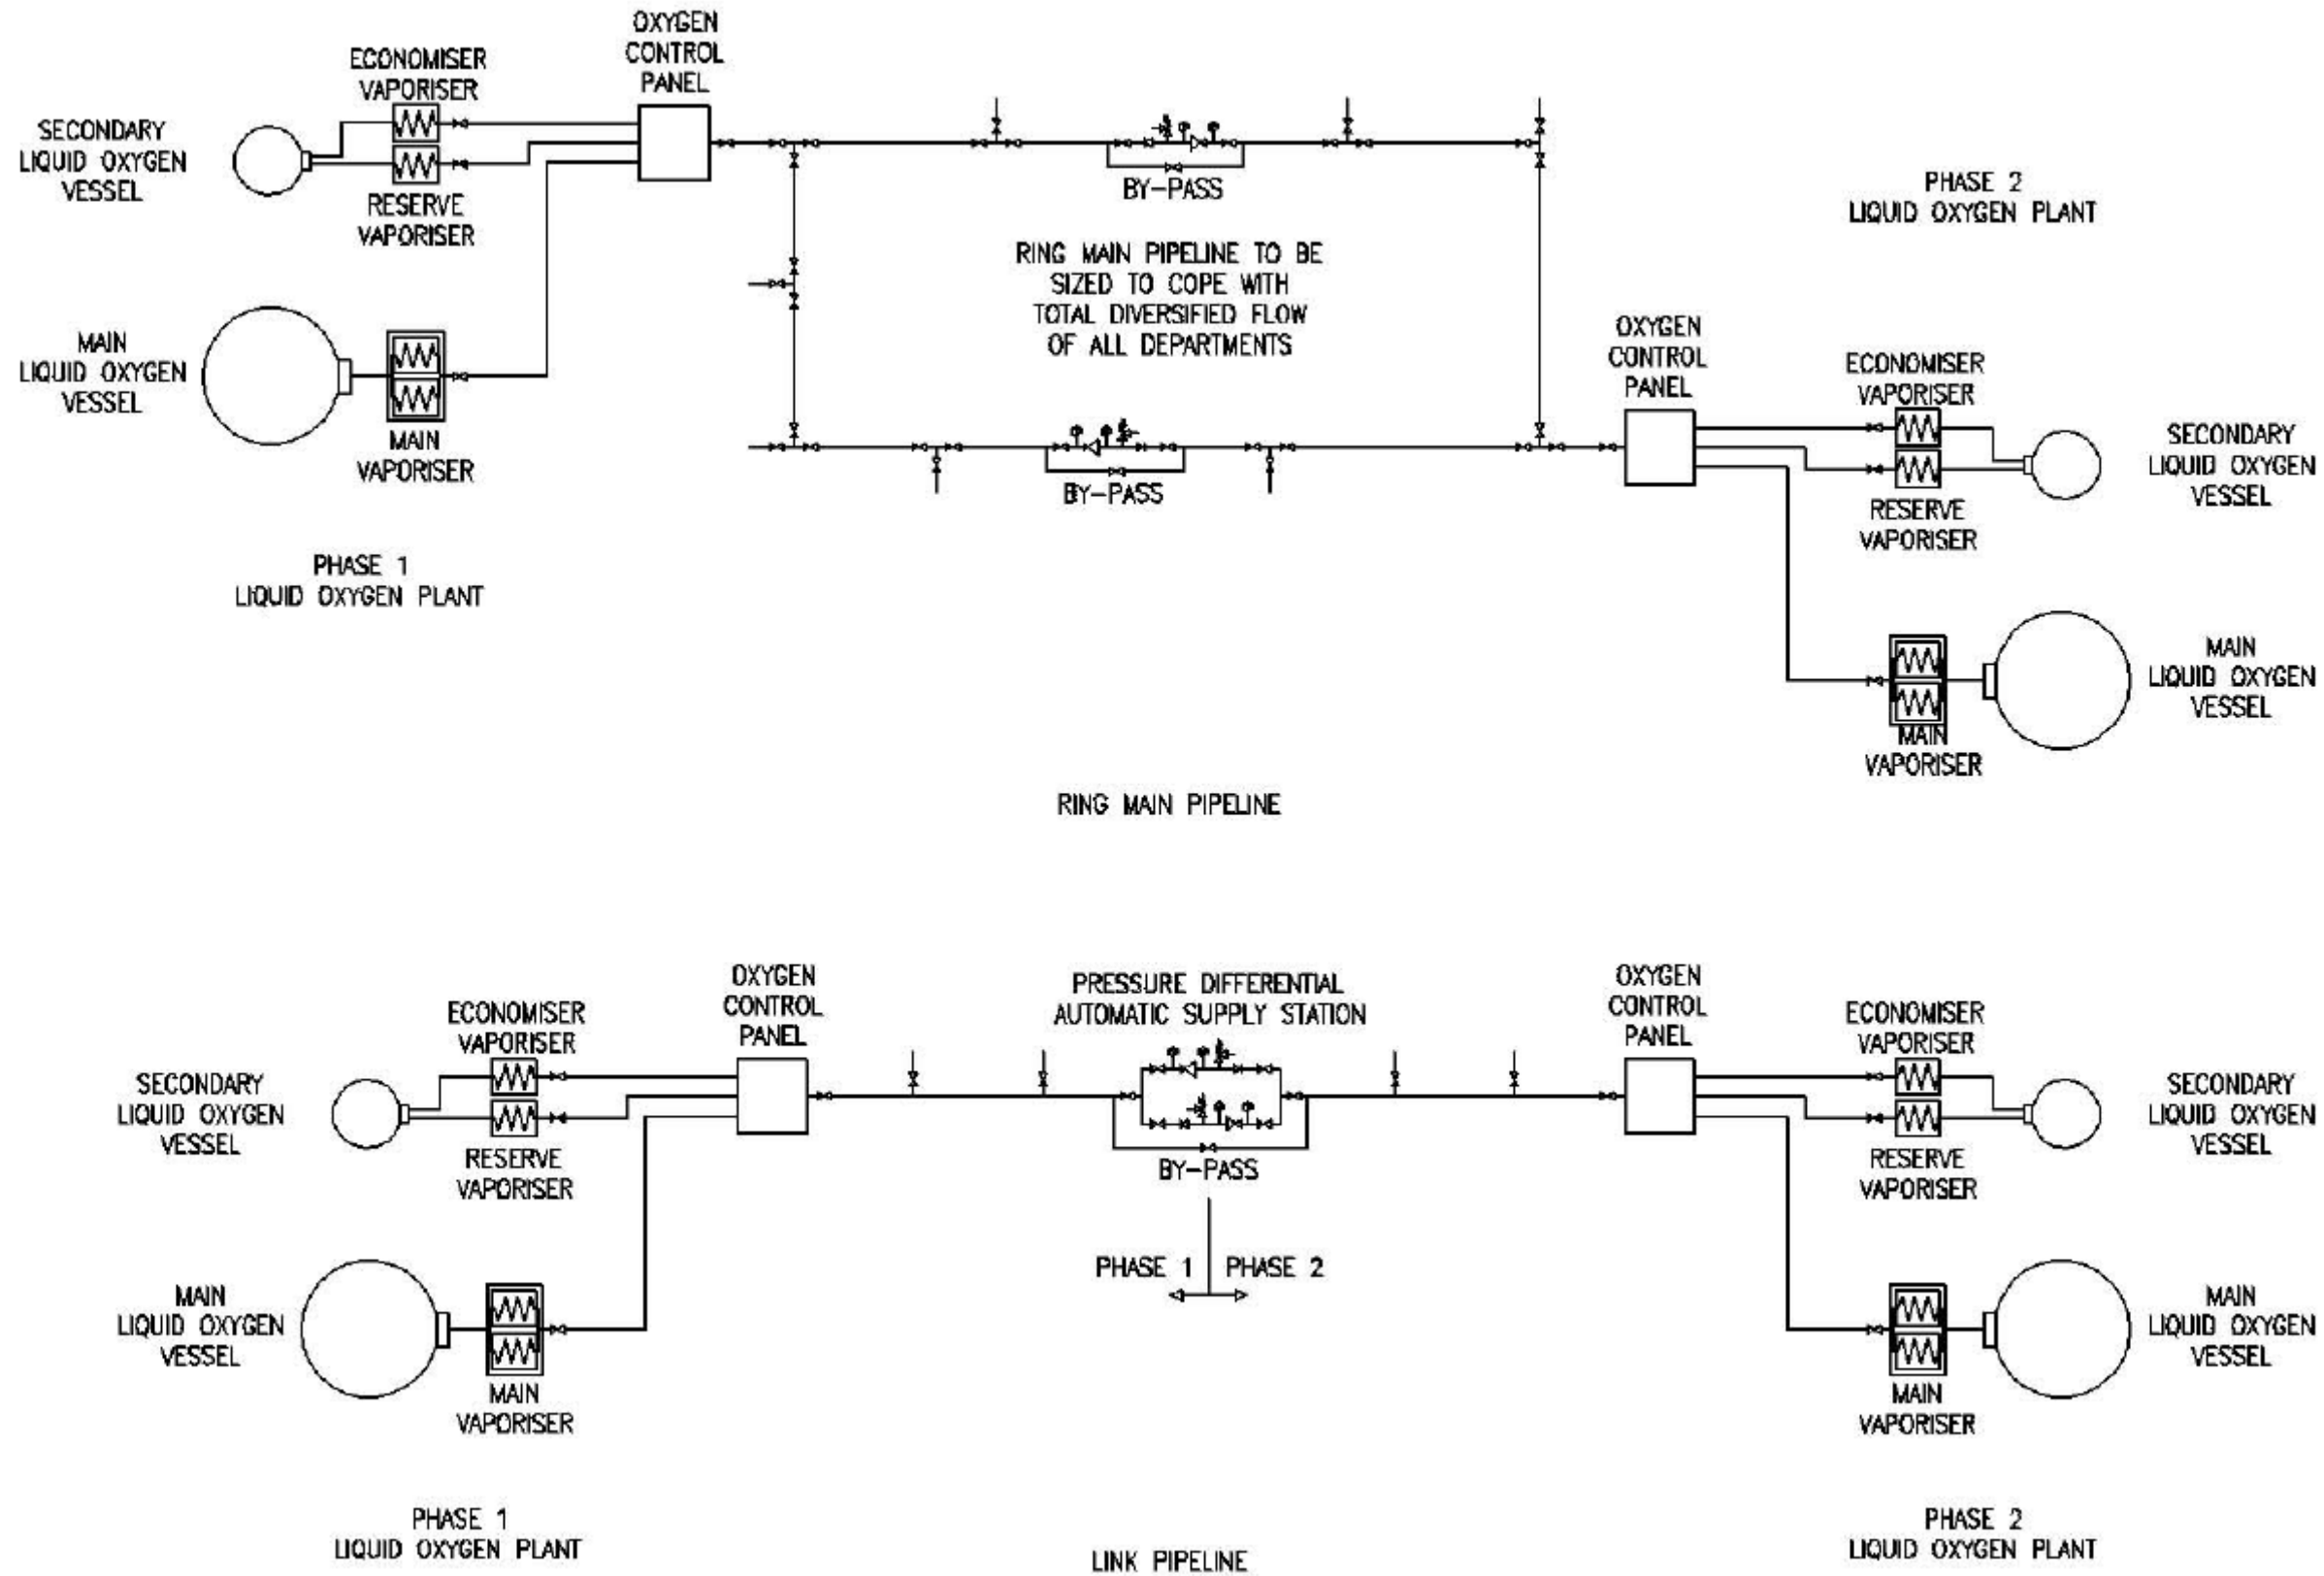 OXYGEN
CONTROL
PANEL
ECONOMISER
VAPORISER
SECONDARY
LIQUID OXYGEN
VESSEL
RESERVE
VAPORISER
BY-PASS
PHASE 2
LIQUID OXYGEN PLANT
RING MAIN PIPELINE TO BE
SIZED TO COPE WITH
TOTAL DIVERSIFIED FLOW
OF ALL DEPARTMENTS
MAIN
LIQUID OXYGEN
VESSEL
MAIN
VAPORISER
OXYGEN
CONTROL
PANEL
ECONOMISER
VAPORISER
SECONDARY
LIQUID OXYGEN
VESSEL
BY-PASS
RESERVE
VAPORISER
PHASE 1
LIQUID OXYGEN PLANT
MAIN
LIQUID OXYGEN
VESSEL
MAIN
VAPORISER
RING MAIN PIPELINE
OXYGEN
CONTROL
PANEL
ECONOMISER
VAPORISER
PRESSURE DIFFERENTIAL
AUTOMATIC SUPPLY STATION
OXYGEN
CONTROL
PANEL
ECONOMISER
VAPORISER
SECONDARY
LIQUID OXYGEN
VESSEL
SECONDARY
LIQUID OXYGEN
VESSEL
RESERVE
VAPORISER
BY-PASS
RESERVE
VAPORISER
PHASE 1
PHASE 2
MAIN
LIQUID OXYGEN
VESSEL
MAIN
VAPORISER
MAIN
LIQUID OXYGEN
VESSEL
MAIN
VAPORISER
PHASE 1
LIQUID OXYGEN PLANT
LINK PIPELINE
PHASE 2
LIQUID OXYGEN PLANT